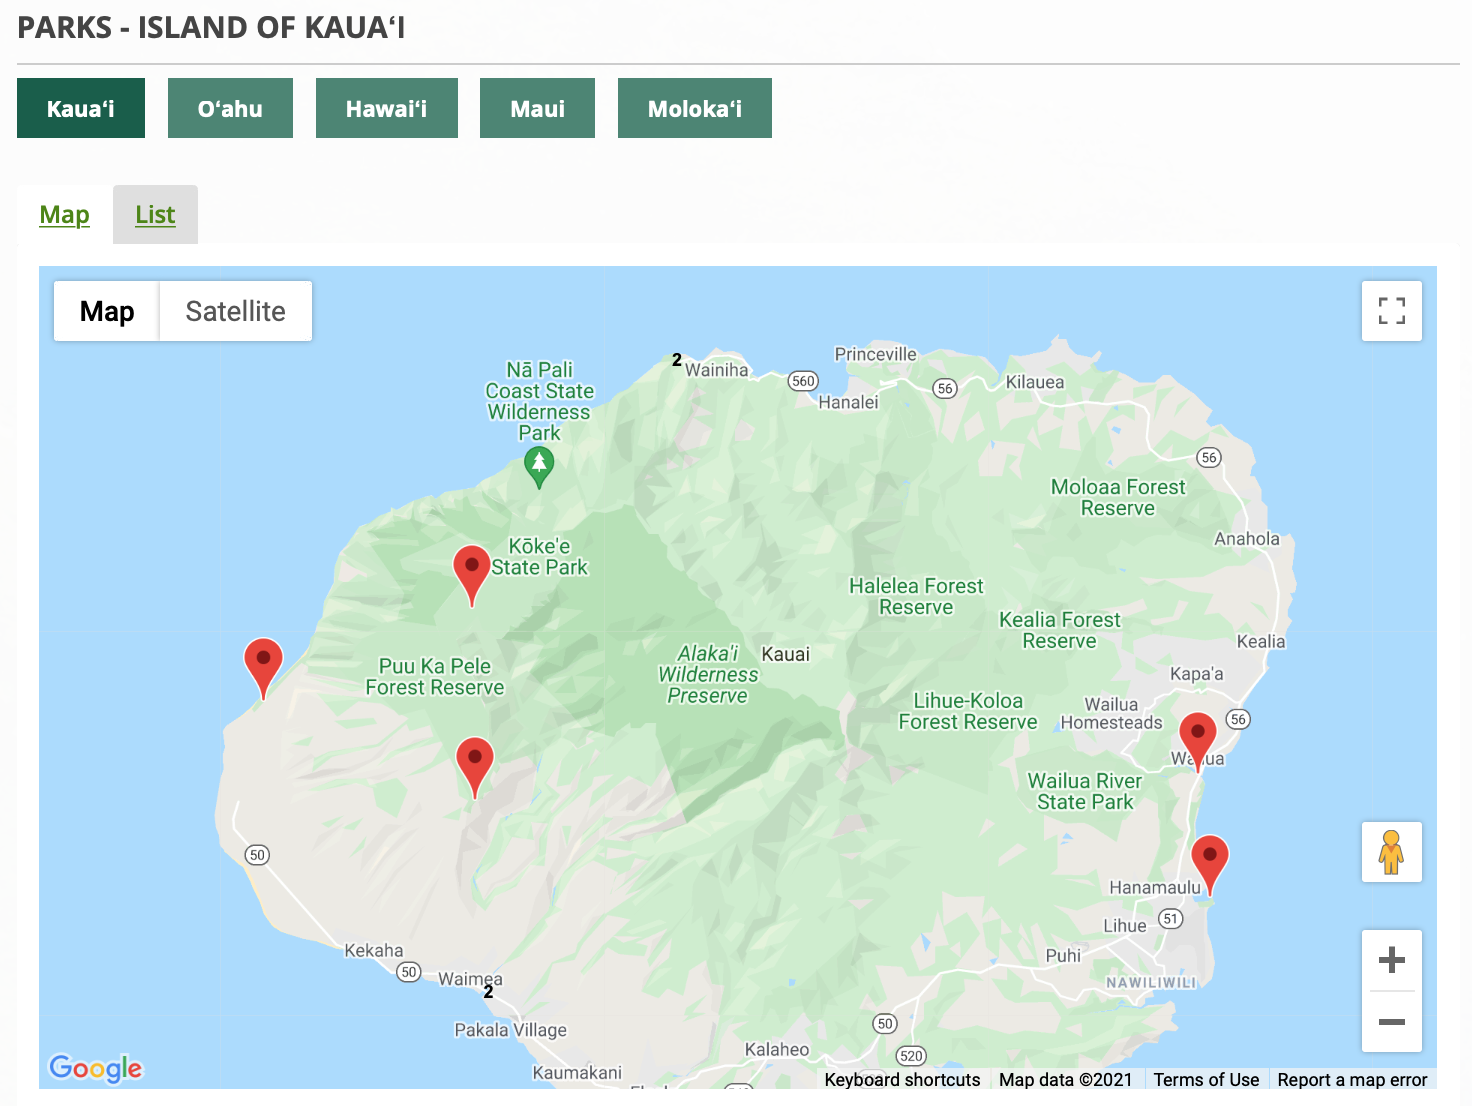 PARKS - ISLAND OF KAUAʻI
Kauaʻi
Oʻahu
Hawaiʻi
Maui
Molokaʻi
Map
List
Map
Satellite
Nā Pali
Coast State
Wilderness
Park
2
Wainiha
560
Princeville
Hanalei
56
Kilauea
56
Moloaa Forest
Reserve
Anahola
Kōke'e
State Park
Halelea Forest
Reserve
Kealia Forest
Reserve
Kealia
Puu Ka Pele
Forest Reserve
Alaka'i
Wilderness
Preserve
Kauai
Kapa'a
Lihue-Koloa
Forest Reserve
Wailua
Homesteads
56
Wailua
Wailua River
State Park
50
Hanamaulu
Lihue
51
Puhi
NAWILIWILI
Kekaha
50
Waimea
2
Pakala Village
50
Kalaheo
520
Kaumakani
Google
Keyboard shortcuts
Map data ©2021
Terms of Use
Report a map error